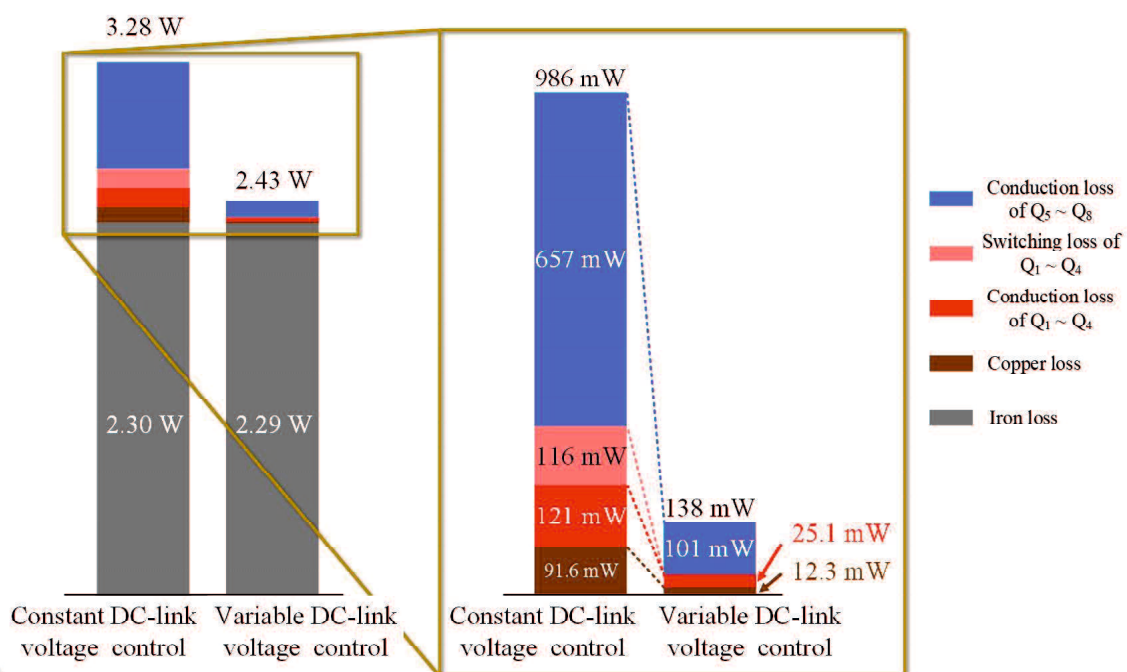 3.28 W
2.43 W
2.30 W
2.29 W
Constant DC-link
voltage control
Variable DC-link
voltage control
986 mW
657 mW
116 mW
121 mW
91.6 mW
138 mW
101 mW
25.1 mW
12.3 mW
Constant DC-link
voltage control
Variable DC-link
voltage control
Conduction loss
of Q₅ ~ Q₈
Switching loss of
Q₁ ~ Q₄
Conduction loss
of Q₁ ~ Q₄
Copper loss
Iron loss